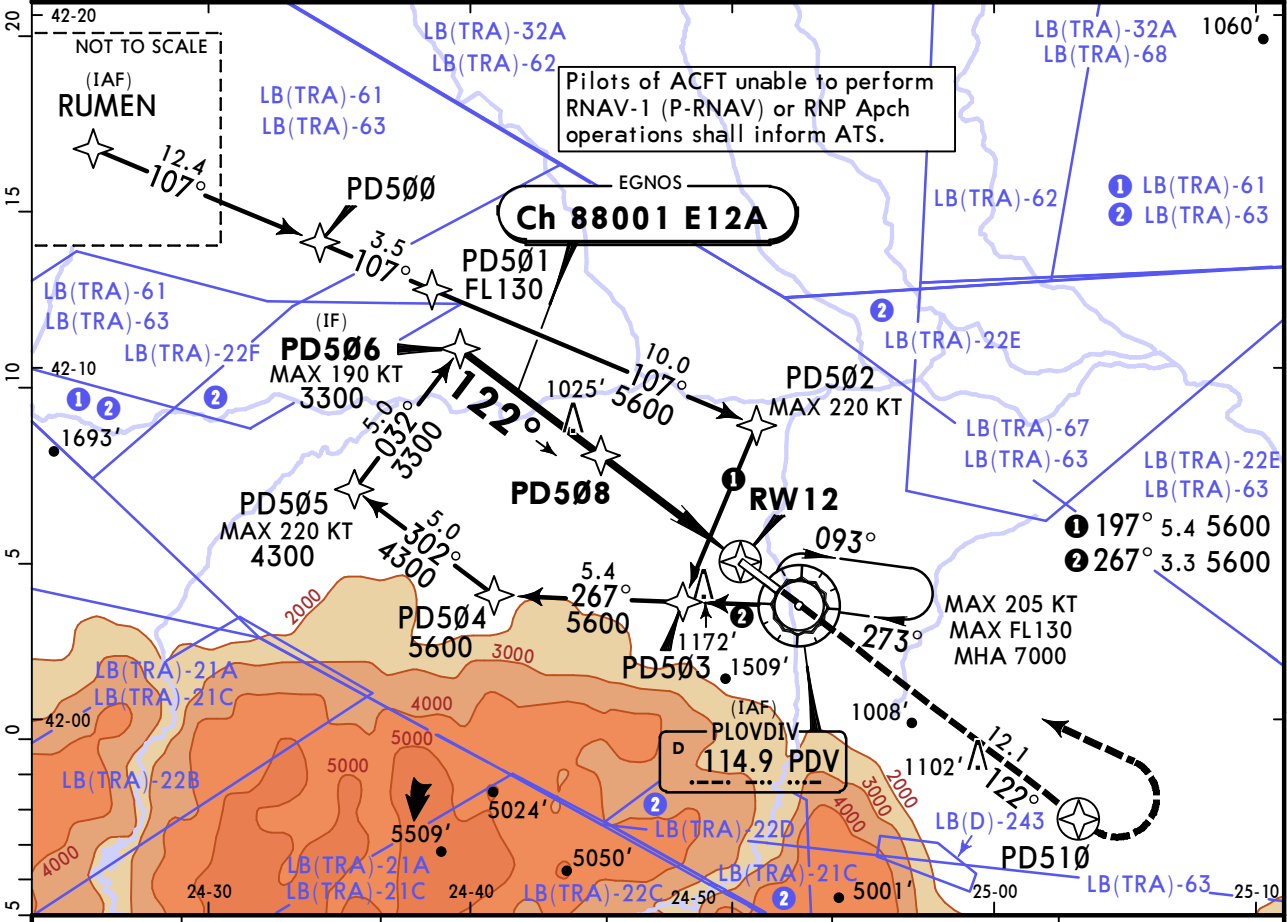 20
42-20
NOT TO SCALE
(IAF)
RUMEN
12.4
107°
LB(TRA)-32A
LB(TRA)-62
LB(TRA)-61
LB(TRA)-63
Pilots of ACFT unable to perform
RNAV-1 (P-RNAV) or RNP Apch
operations shall inform ATS.
LB(TRA)-32A
LB(TRA)-68
1060'
15
PD5Ø0
3.5
107°
EGNOS
Ch 88001 E12A
PD5Ø1
FL130
LB(TRA)-62
1 LB(TRA)-61
2 LB(TRA)-63
LB(TRA)-61
LB(TRA)-63
LB(TRA)-22F
(IF)
PD5Ø6
MAX 190 KT
3300
10
42-10
1 2
2
1693'
10.0
107°
5600
PD5Ø2
MAX 220 KT
2
LB(TRA)-22E
122°
1025'
5.0
032°
3300
PD5Ø8
1
RW12
LB(TRA)-67
LB(TRA)-63
LB(TRA)-22E
LB(TRA)-63
1 197° 5.4 5600
2 267° 3.3 5600
PD5Ø5
MAX 220 KT
4300
5.0
302°
4300
5
093°
273°
MAX 205 KT
MAX FL130
MHA 7000
5.4
267°
5600
2
1172'
PD5Ø4
5600
PD5Ø3
1509'
2000
3000
LB(TRA)-21A
LB(TRA)-21C
0
42-00
4000
5000
5000
(IAF)
PLOVDIV
D 114.9 PDV
1008'
1102'
12.1
122°
LB(TRA)-22B
2
5024'
5509'
LB(TRA)-22D
2000
3000
4000
LB(D)-243
PD51Ø
4000
5050'
LB(TRA)-21A
LB(TRA)-21C
LB(TRA)-22C
LB(TRA)-21C
2
5001'
LB(TRA)-63
5
24-30
24-40
24-50
25-00
25-10